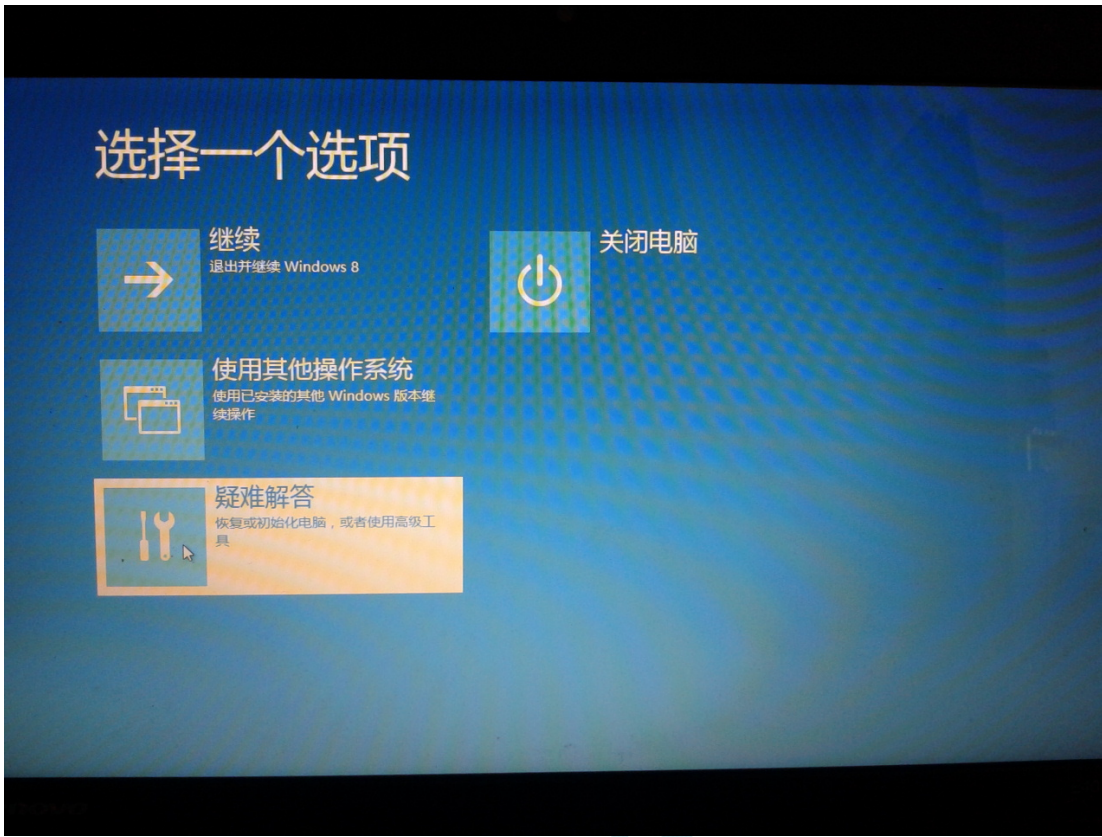 选择一个选项
继续
退出并继续 Windows 8
关闭电脑
使用其他操作系统
使用已安装的其他 Windows 版本继
续操作
疑难解答
恢复或初始化电脑，或者使用高级工
具